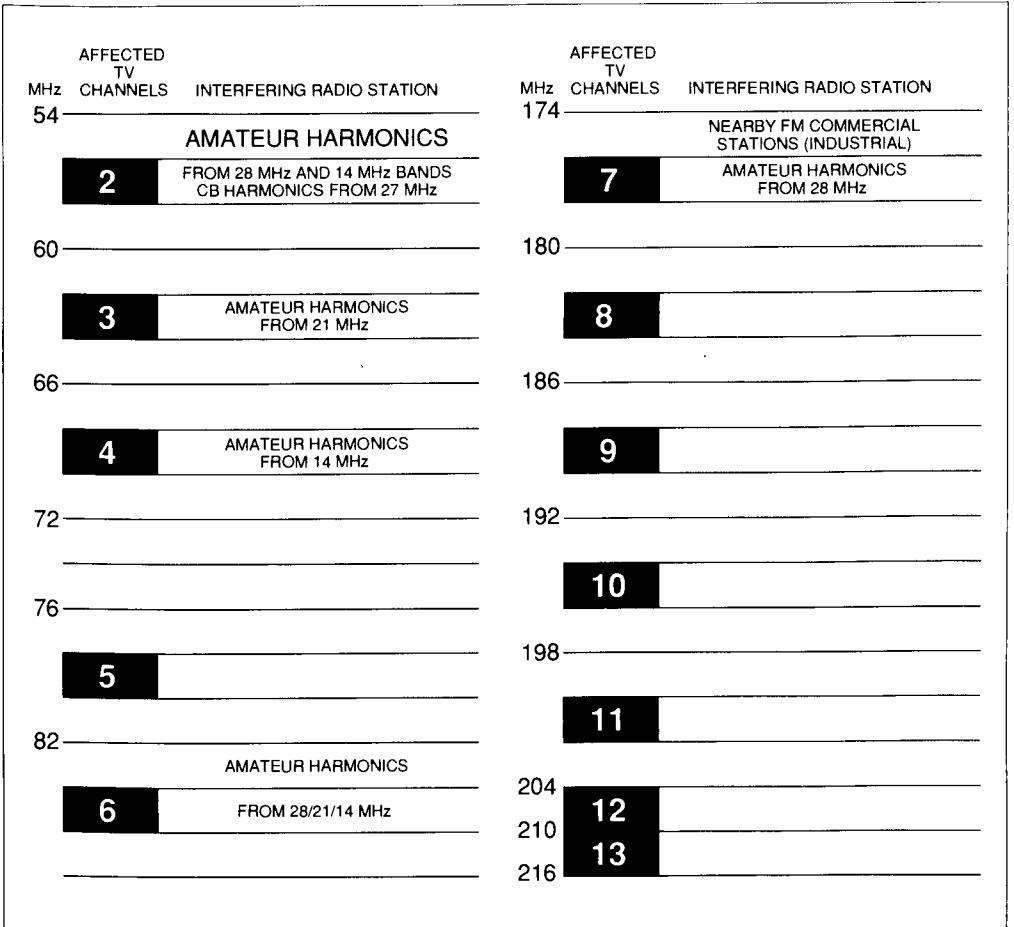 AFFECTED
TV
MHz CHANNELS INTERFERING RADIO STATION
54
AMATEUR HARMONICS
2 FROM 28 MHz AND 14 MHz BANDS
CB HARMONICS FROM 27 MHz
60
3 AMATEUR HARMONICS
FROM 21 MHz
66
4 AMATEUR HARMONICS
FROM 14 MHz
72
76
5
82
AMATEUR HARMONICS
6 FROM 28/21/14 MHz
AFFECTED
TV
MHz CHANNELS INTERFERING RADIO STATION
174
NEARBY FM COMMERCIAL
STATIONS (INDUSTRIAL)
7 AMATEUR HARMONICS
FROM 28 MHz
180
8
186
9
192
10
198
11
204
12
210
13
216